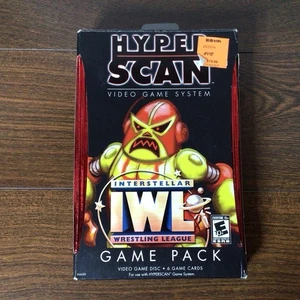 HYPER
SCAN
VIDEO GAME SYSTEM
INTERSTELLAR
IWL
WRESTLING LEAGUE
E
GAME PACK
VIDEO GAME DISC • 6 GAME CARDS
For use with HYPERSCAN Game System.